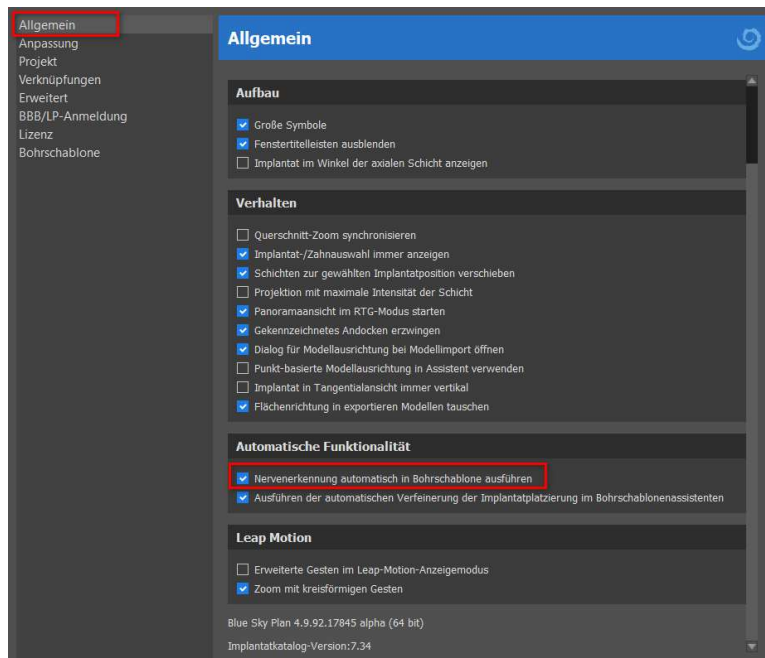 Allgemein
Anpassung
Projekt
Verknüpfungen
Erweitert
BBB/LP-Anmeldung
Lizenz
Bohrschablone
Allgemein
Aufbau
Große Symbole
Fenstertitelleisten ausblenden
Implantat im Winkel der axialen Schicht anzeigen
Verhalten
Querschnitt-Zoom synchronisieren
Implantat-/Zahnauswahl immer anzeigen
Schichten zur gewählten Implantatposition verschieben
Projektion mit maximale Intensität der Schicht
Panoramaansicht im RTG-Modus starten
Gekennzeichnetes Andocken erzwingen
Dialog für Modellausrichtung bei Modellimport öffnen
Punkt-basierte Modellausrichtung in Assistent verwenden
Implantat in Tangentialansicht immer vertikal
Flächenrichtung in exportieren Modellen tauschen
Automatische Funktionalität
Nervenerkennung automatisch in Bohrschablone ausführen
Ausführen der automatischen Verfeinerung der Implantatplatzierung im Bohrschablonenassistenten
Leap Motion
Erweiterte Gesten im Leap-Motion-Anzeigemodus
Zoom mit kreisförmigen Gesten
Blue Sky Plan 4.9.92.17845 alpha (64 bit)
Implantatkatalog-Version:7.34